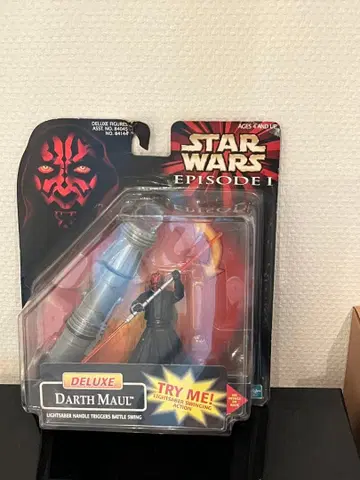 DELUXE FIGURES
ASST. NO. 84045
NO. 84144
AGES 4 AND UP
STAR
WARS
EPISODE I
DELUXE
DARTH MAUL™
LIGHTSABER HANDLE TRIGGERS BATTLE SWING
TRY ME!
LIGHTSABER SWINGING
ACTION